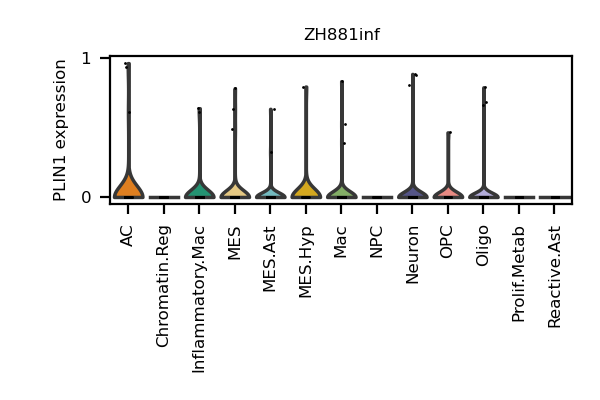 ZH881inf
PLIN1 expression
1
0
AC
Chromatin.Reg
Inflammatory.Mac
MES
MES.Ast
MES.Hyp
Mac
NPC
Neuron
OPC
Oligo
Prolif.Metab
Reactive.Ast